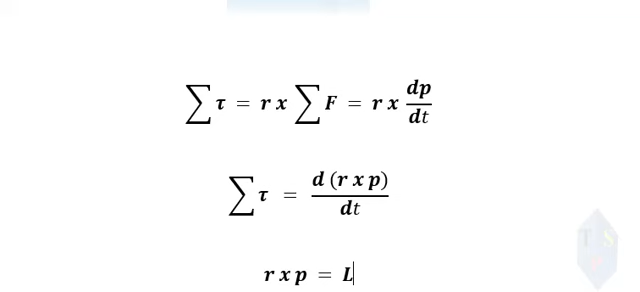 ∑ τ = r x ∑ F = r x dp/dt
∑ τ = d (r x p)/dt
r x p = L
T S
P